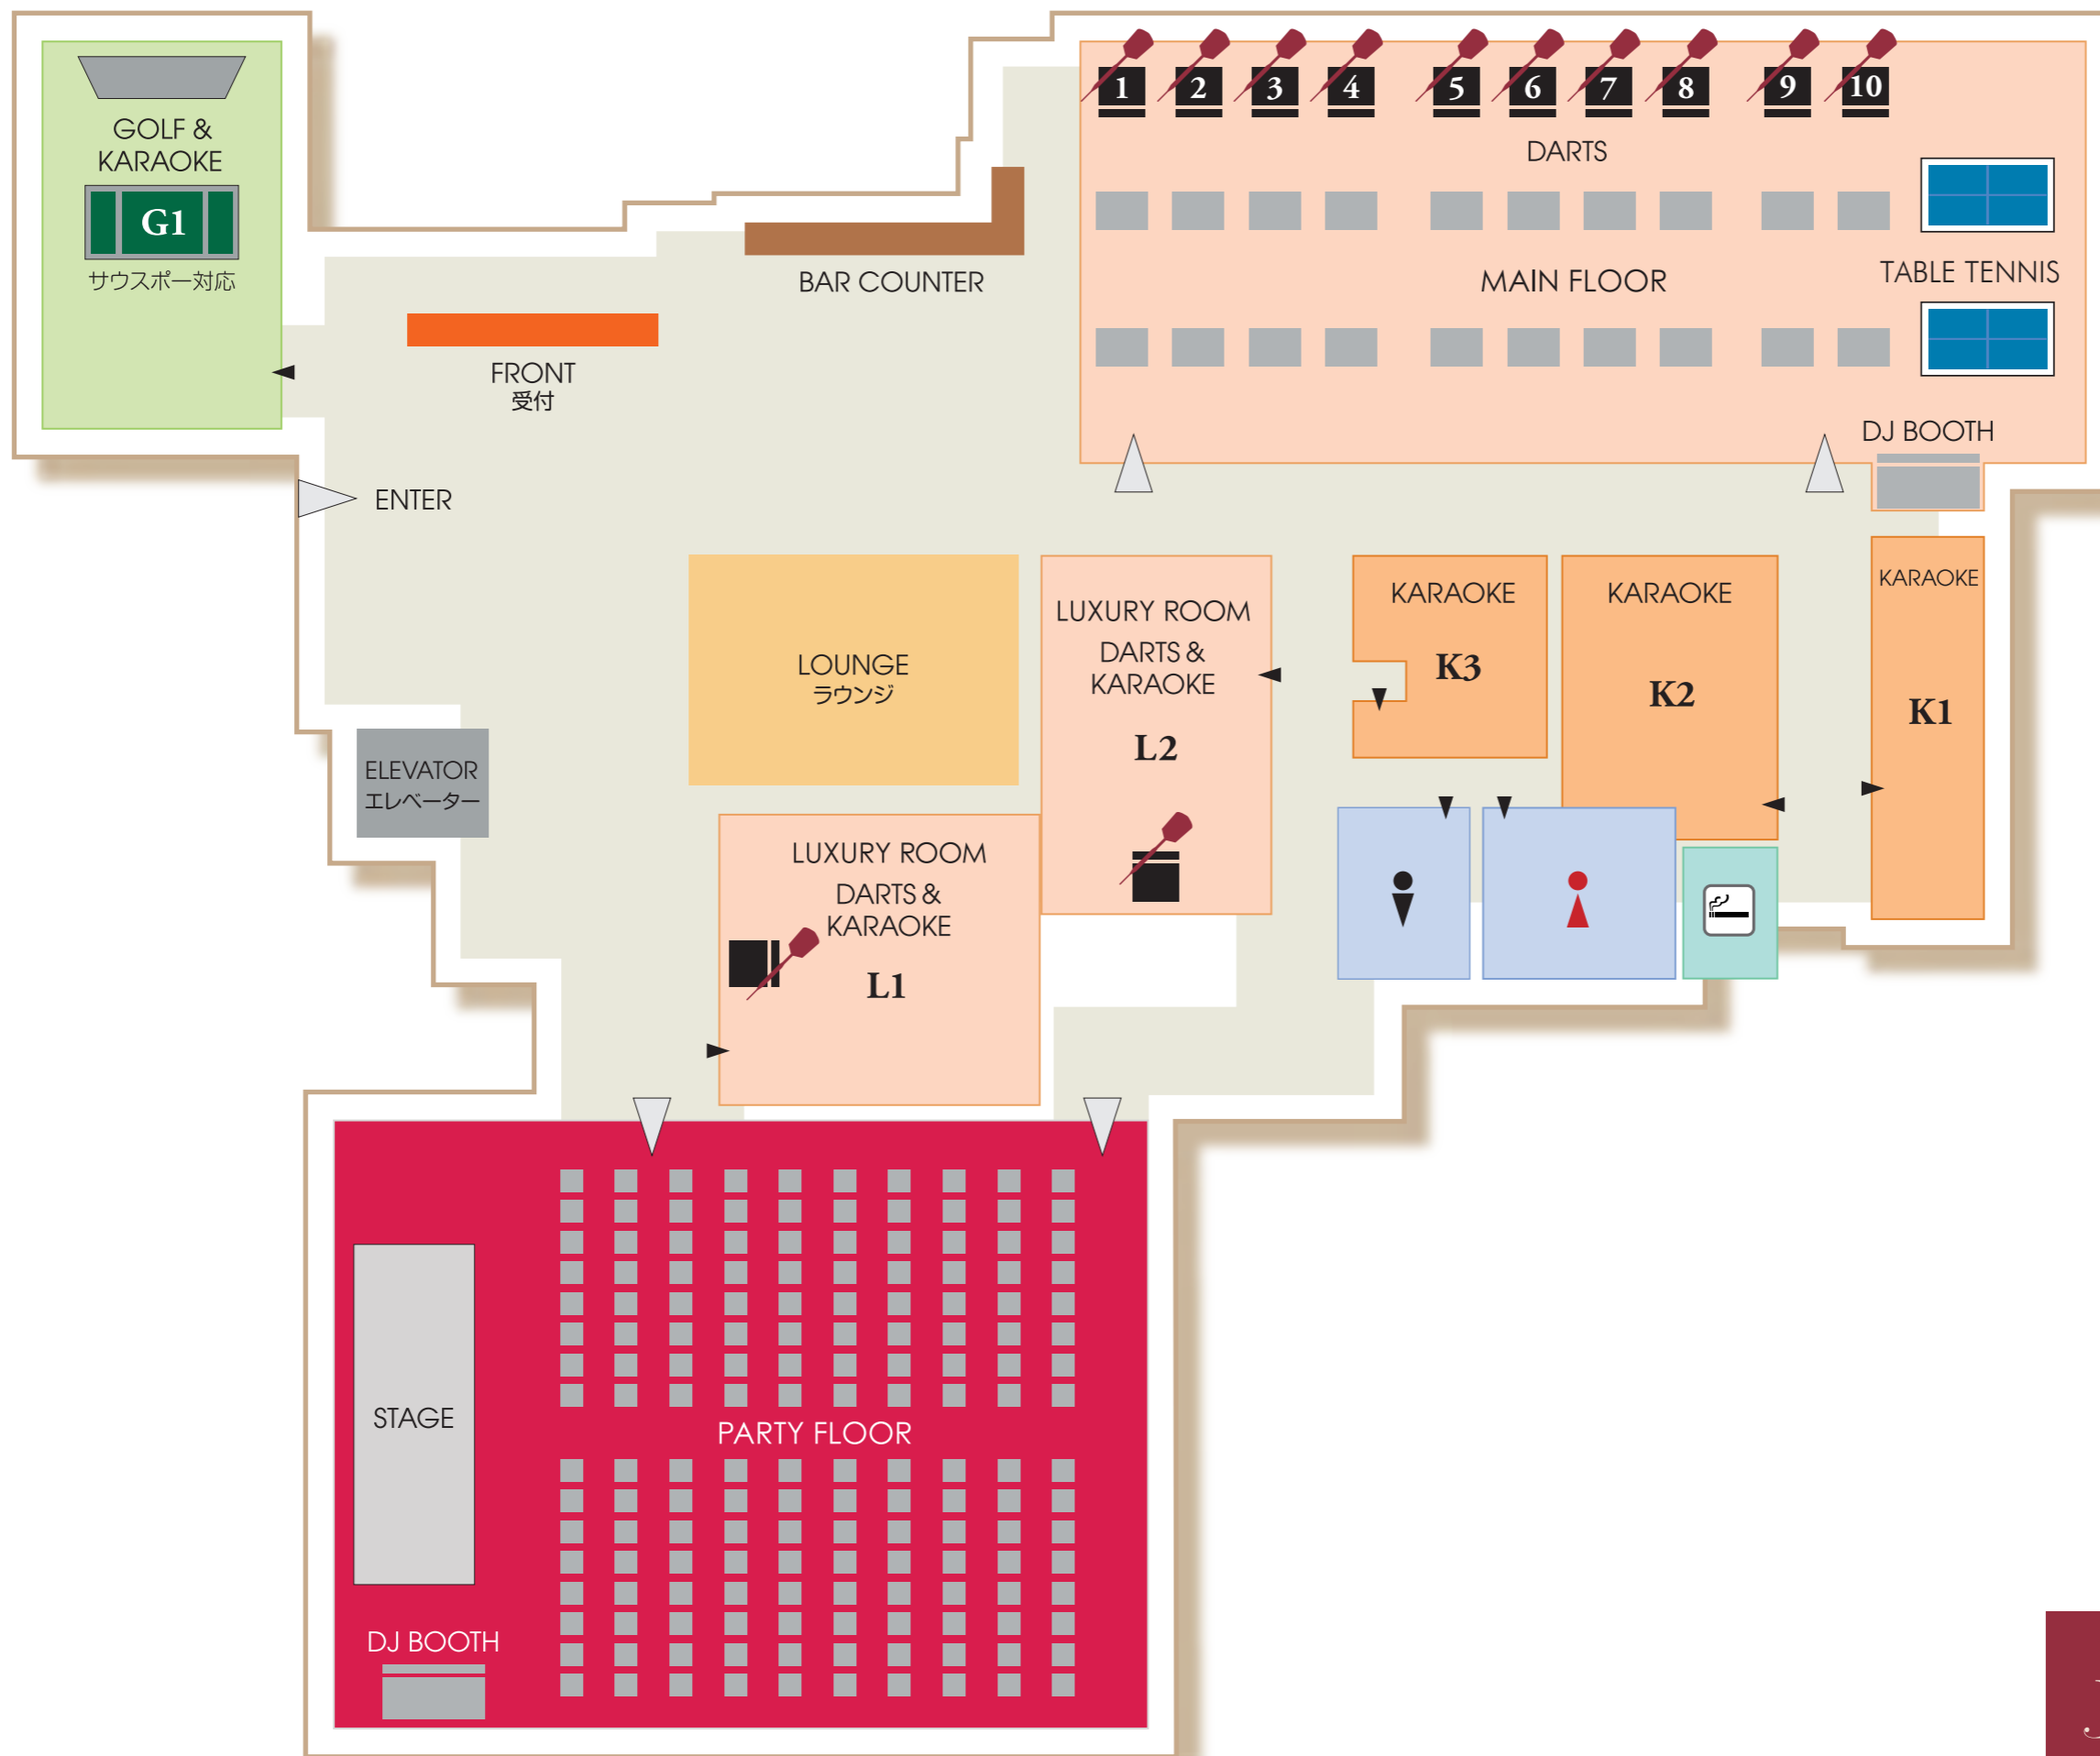 GOLF &
KARAOKE
G1
サウスポー対応
1 2 3 4 5 6 7 8 9 10
DARTS
MAIN FLOOR
TABLE TENNIS
BAR COUNTER
FRONT
受付
DJ BOOTH
ENTER
LOUNGE
ラウンジ
LUXURY ROOM
DARTS &
KARAOKE
L2
KARAOKE
K3
KARAOKE
K2
KARAOKE
K1
ELEVATOR
エレベーター
LUXURY ROOM
DARTS &
KARAOKE
L1
STAGE
PARTY FLOOR
DJ BOOTH